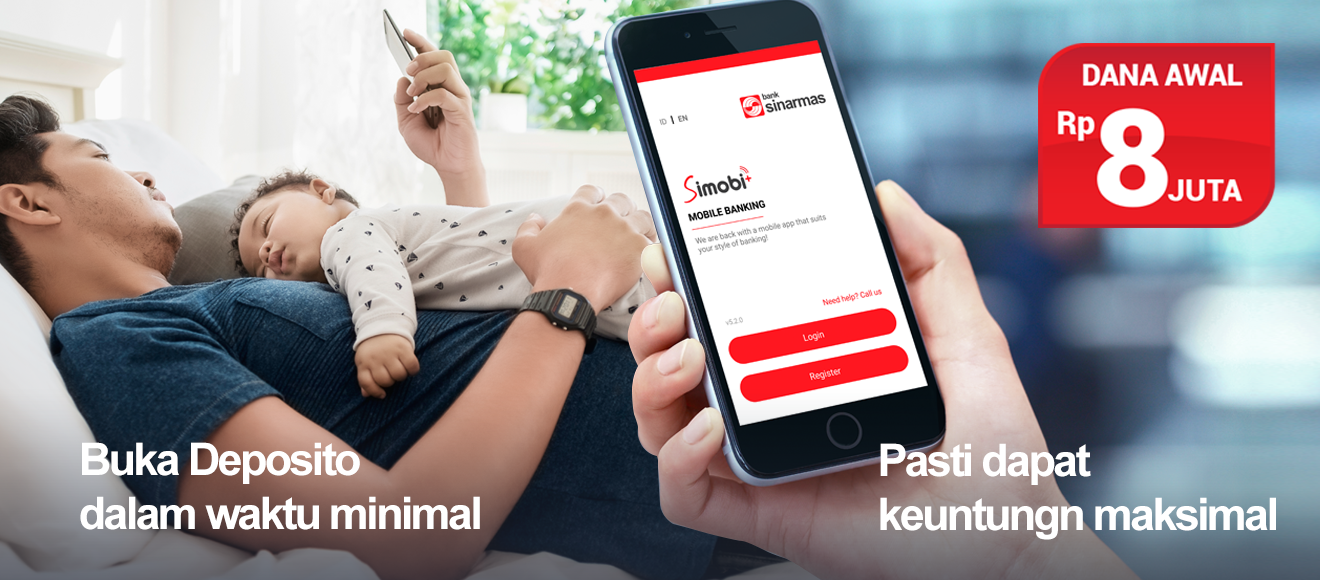 DANA AWAL
Rp 8 JUTA
bank
sinarmas
ID | EN
Simobi+
MOBILE BANKING
We are back with a mobile app that suits
your style of banking!
Need help? Call us
v5.2.0
Login
Register
Buka Deposito
dalam waktu minimal
Pasti dapat
keuntungn maksimal